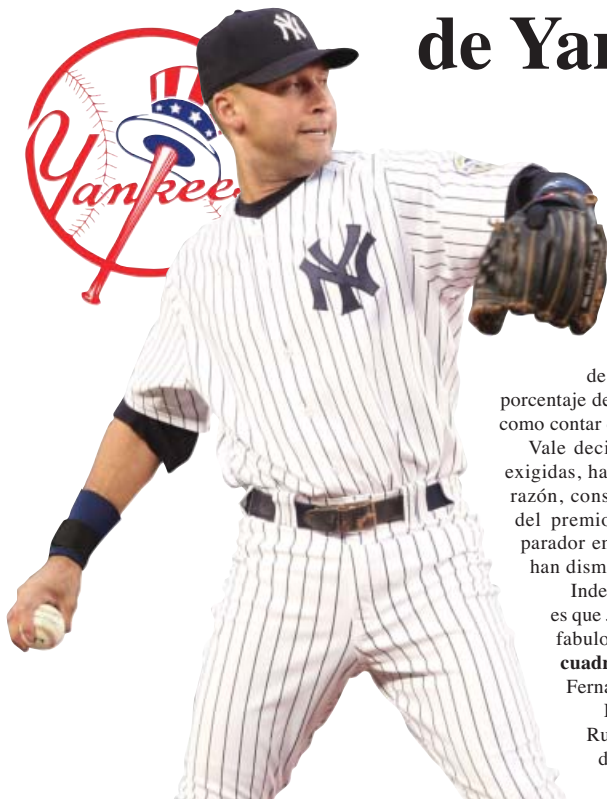 de Yan
Yankees
NY
NY
de
porcentaje de
como contar
Vale deci
exigidas, ha
razón, cons
del premio
parador en
han dism
Inde
es que
fabulo
cuadr
Ferna
Ru
d